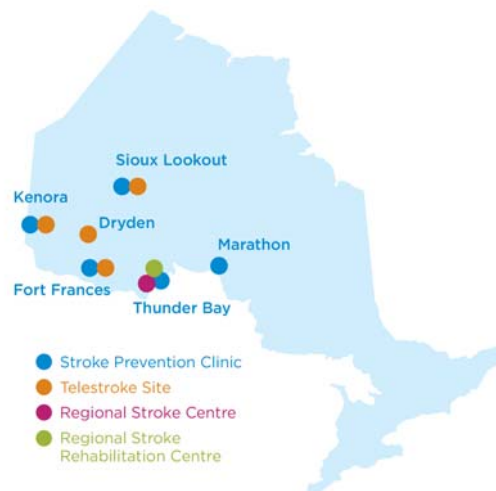 Sioux Lookout
Kenora
Dryden
Marathon
Fort Frances
Thunder Bay
Stroke Prevention Clinic
Telestroke Site
Regional Stroke Centre
Regional Stroke
Rehabilitation Centre